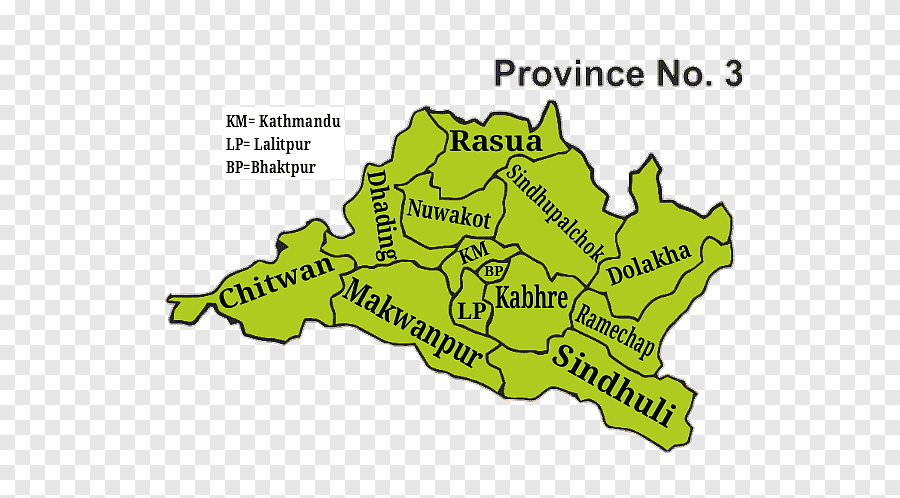 Province No. 3
KM= Kathmandu
LP= Lalitpur
BP=Bhaktpur
Rasua
Sindhupalchok
Dhading
Nuwakot
KM
BP
Dolakha
Chitwan
Makwanpur
LP
Kabhre
Ramechap
Sindhuli